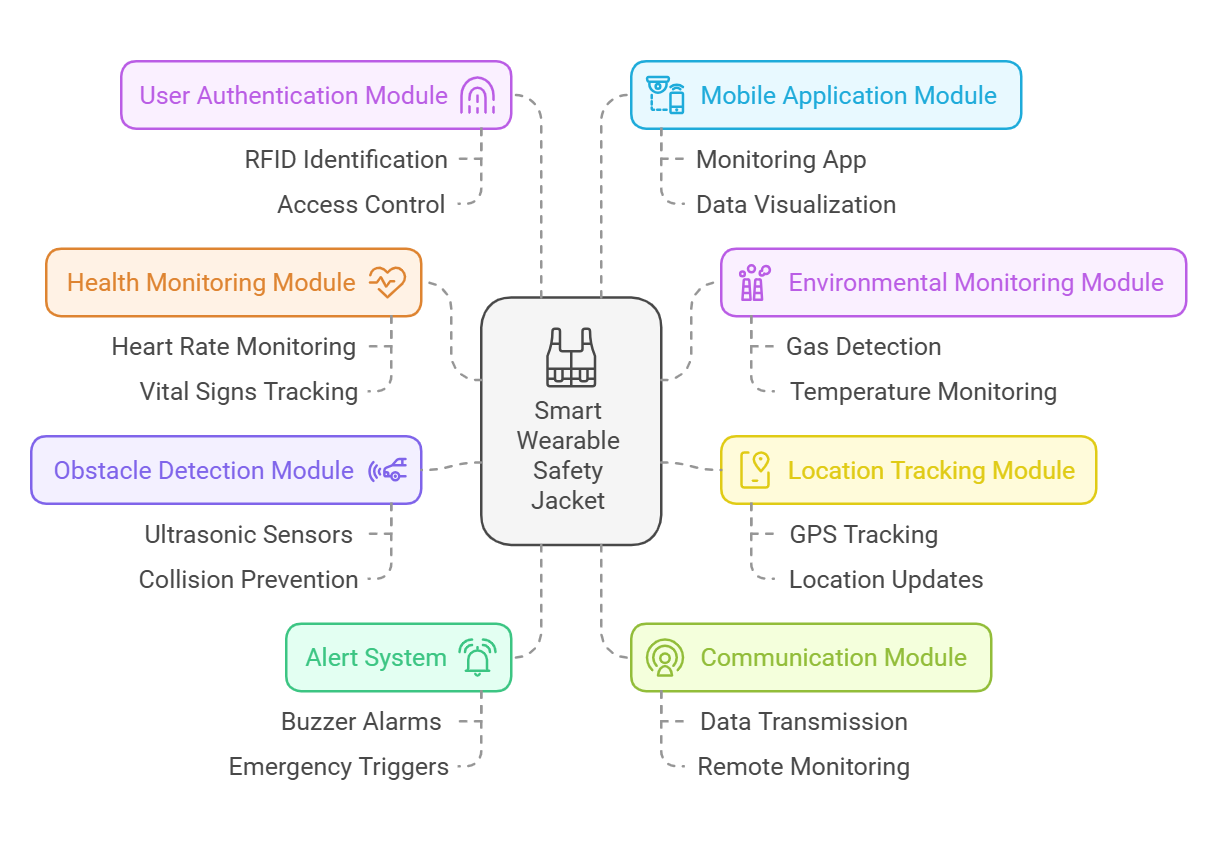 User Authentication Module
RFID Identification
Access Control
Mobile Application Module
Monitoring App
Data Visualization
Health Monitoring Module
Heart Rate Monitoring
Vital Signs Tracking
Environmental Monitoring Module
Gas Detection
Temperature Monitoring
Smart
Wearable
Safety
Jacket
Obstacle Detection Module
Ultrasonic Sensors
Collision Prevention
Location Tracking Module
GPS Tracking
Location Updates
Alert System
Buzzer Alarms
Emergency Triggers
Communication Module
Data Transmission
Remote Monitoring